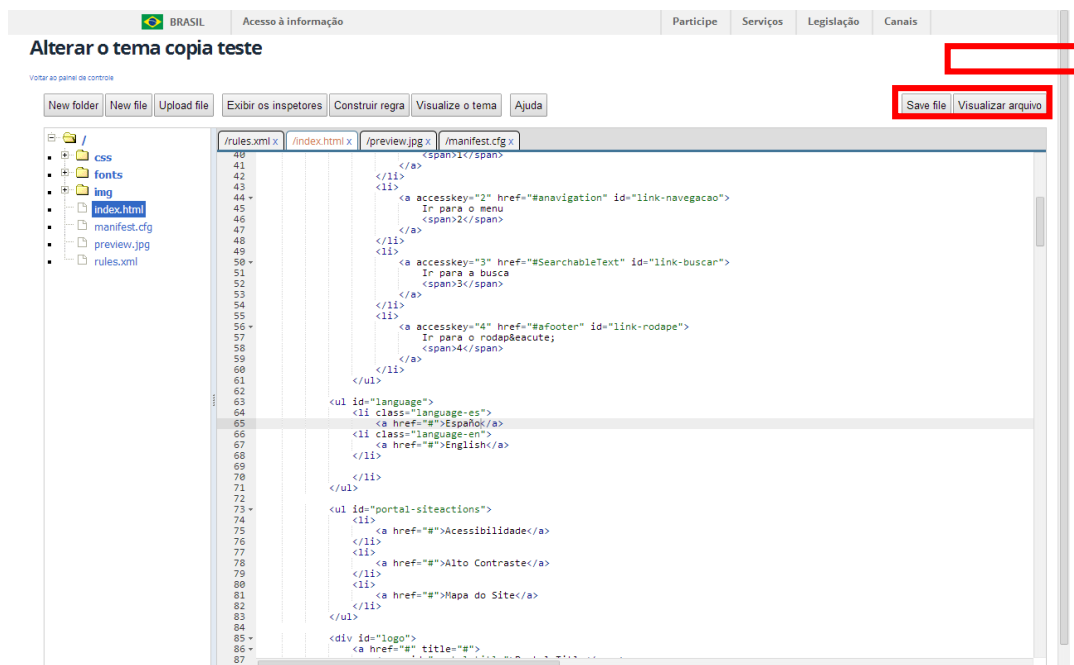 BRASIL Acesso à informação Participe Serviços Legislação Canais
Alterar o tema copia teste
Voltar ao painel de controle
New folder New file Upload file Exibir os inspetores Construir regra Visualize o tema Ajuda Save file Visualizar arquivo
/
css
fonts
img
index.html
manifest.cfg
preview.jpg
rules.xml
/rules.xml x /index.html x /preview.jpg x /manifest.cfg x
40 <span>1</span>
41 </a>
42 </li>
43 <li>
44 <a accesskey="2" href="#anavigation" id="link-navegacao">
45 Ir para o menu
46 <span>2</span>
47 </a>
48 </li>
49 <li>
50 <a accesskey="3" href="#SearchableText" id="link-buscar">
51 Ir para a busca
52 <span>3</span>
53 </a>
54 </li>
55 <li>
56 <a accesskey="4" href="#afooter" id="link-rodape">
57 Ir para o rodap&eacute;
58 <span>4</span>
59 </a>
60 </li>
61 </ul>
62
63 <ul id="language">
64 <li class="language-es">
65 <a href="#">Español</a>
66 <li class="language-en">
67 <a href="#">English</a>
68 </li>
69
70 </li>
71 </ul>
72
73 <ul id="portal-siteactions">
74 <li>
75 <a href="#">Acessibilidade</a>
76 </li>
77 <li>
78 <a href="#">Alto Contraste</a>
79 </li>
80 <li>
81 <a href="#">Mapa do Site</a>
82 </li>
83 </ul>
84
85 <div id="logo">
86 <a href="#" title="#">
87